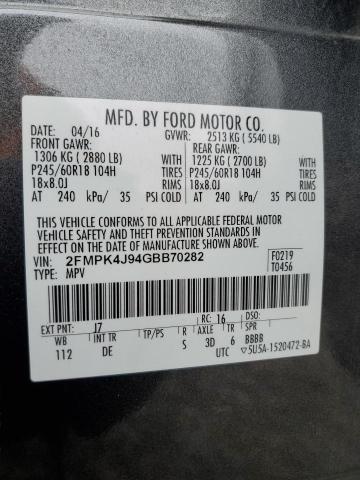 MFD. BY FORD MOTOR CO.
DATE: 04/16 GVWR: 2513 KG ( 5540 LB)
FRONT GAWR: REAR GAWR:
1306 KG ( 2880 LB) WITH 1225 KG ( 2700 LB) WITH
P245/60R18 104H TIRES P245/60R18 104H TIRES
18x8.0J RIMS 18x8.0J RIMS
AT 240 kPa/ 35 PSI COLD AT 240 kPa/ 35 PSI COLD
THIS VEHICLE CONFORMS TO ALL APPLICABLE FEDERAL MOTOR
VEHICLE SAFETY AND THEFT PREVENTION STANDARDS IN EFFECT ON
THE DATE OF MANUFACTURE SHOWN ABOVE.
VIN: 2FMPK4J94GBB70282 F0219
TYPE: MPV T0456
EXT PNT: J7 RC: 16 DSO:
WB INT TR TP/PS R AXLE TR SPR
112 DE S 3D 6 BBBB
UTC 5U5A-1520472-BA